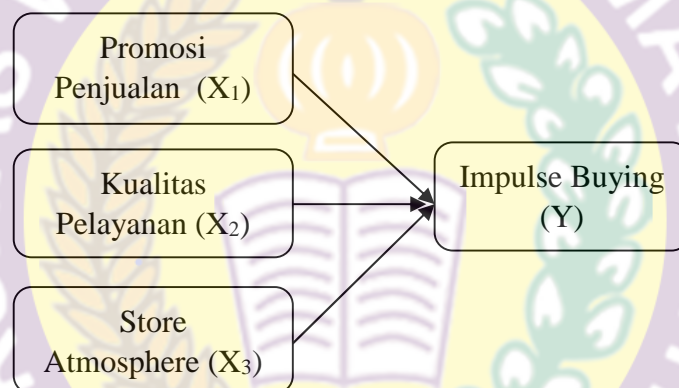 Promosi
Penjualan (X₁)
Kualitas
Pelayanan (X₂)
Store
Atmosphere (X₃)
Impulse Buying
(Y)